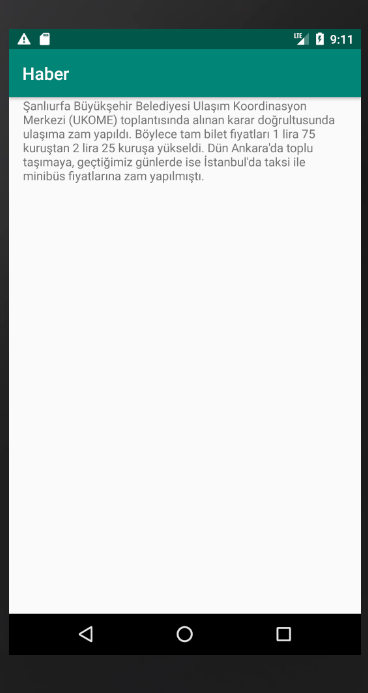 LTE 9:11
Haber
Şanlıurfa Büyükşehir Belediyesi Ulaşım Koordinasyon
Merkezi (UKOME) toplantısında alınan karar doğrultusunda
ulaşıma zam yapıldı. Böylece tam bilet fiyatları 1 lira 75
kuruştan 2 lira 25 kuruşa yükseldi. Dün Ankara'da toplu
taşımaya, geçtiğimiz günlerde ise İstanbul'da taksi ile
minibüs fiyatlarına zam yapılmıştı.